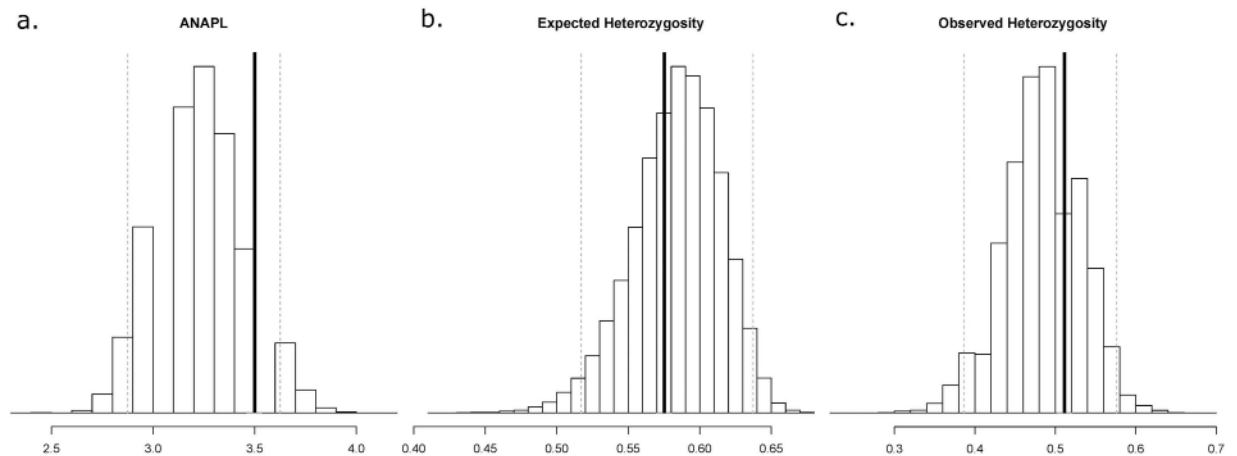 a.
ANAPL
2.5 3.0 3.5 4.0
b.
Expected Heterozygosity
0.40 0.45 0.50 0.55 0.60 0.65
c.
Observed Heterozygosity
0.3 0.4 0.5 0.6 0.7